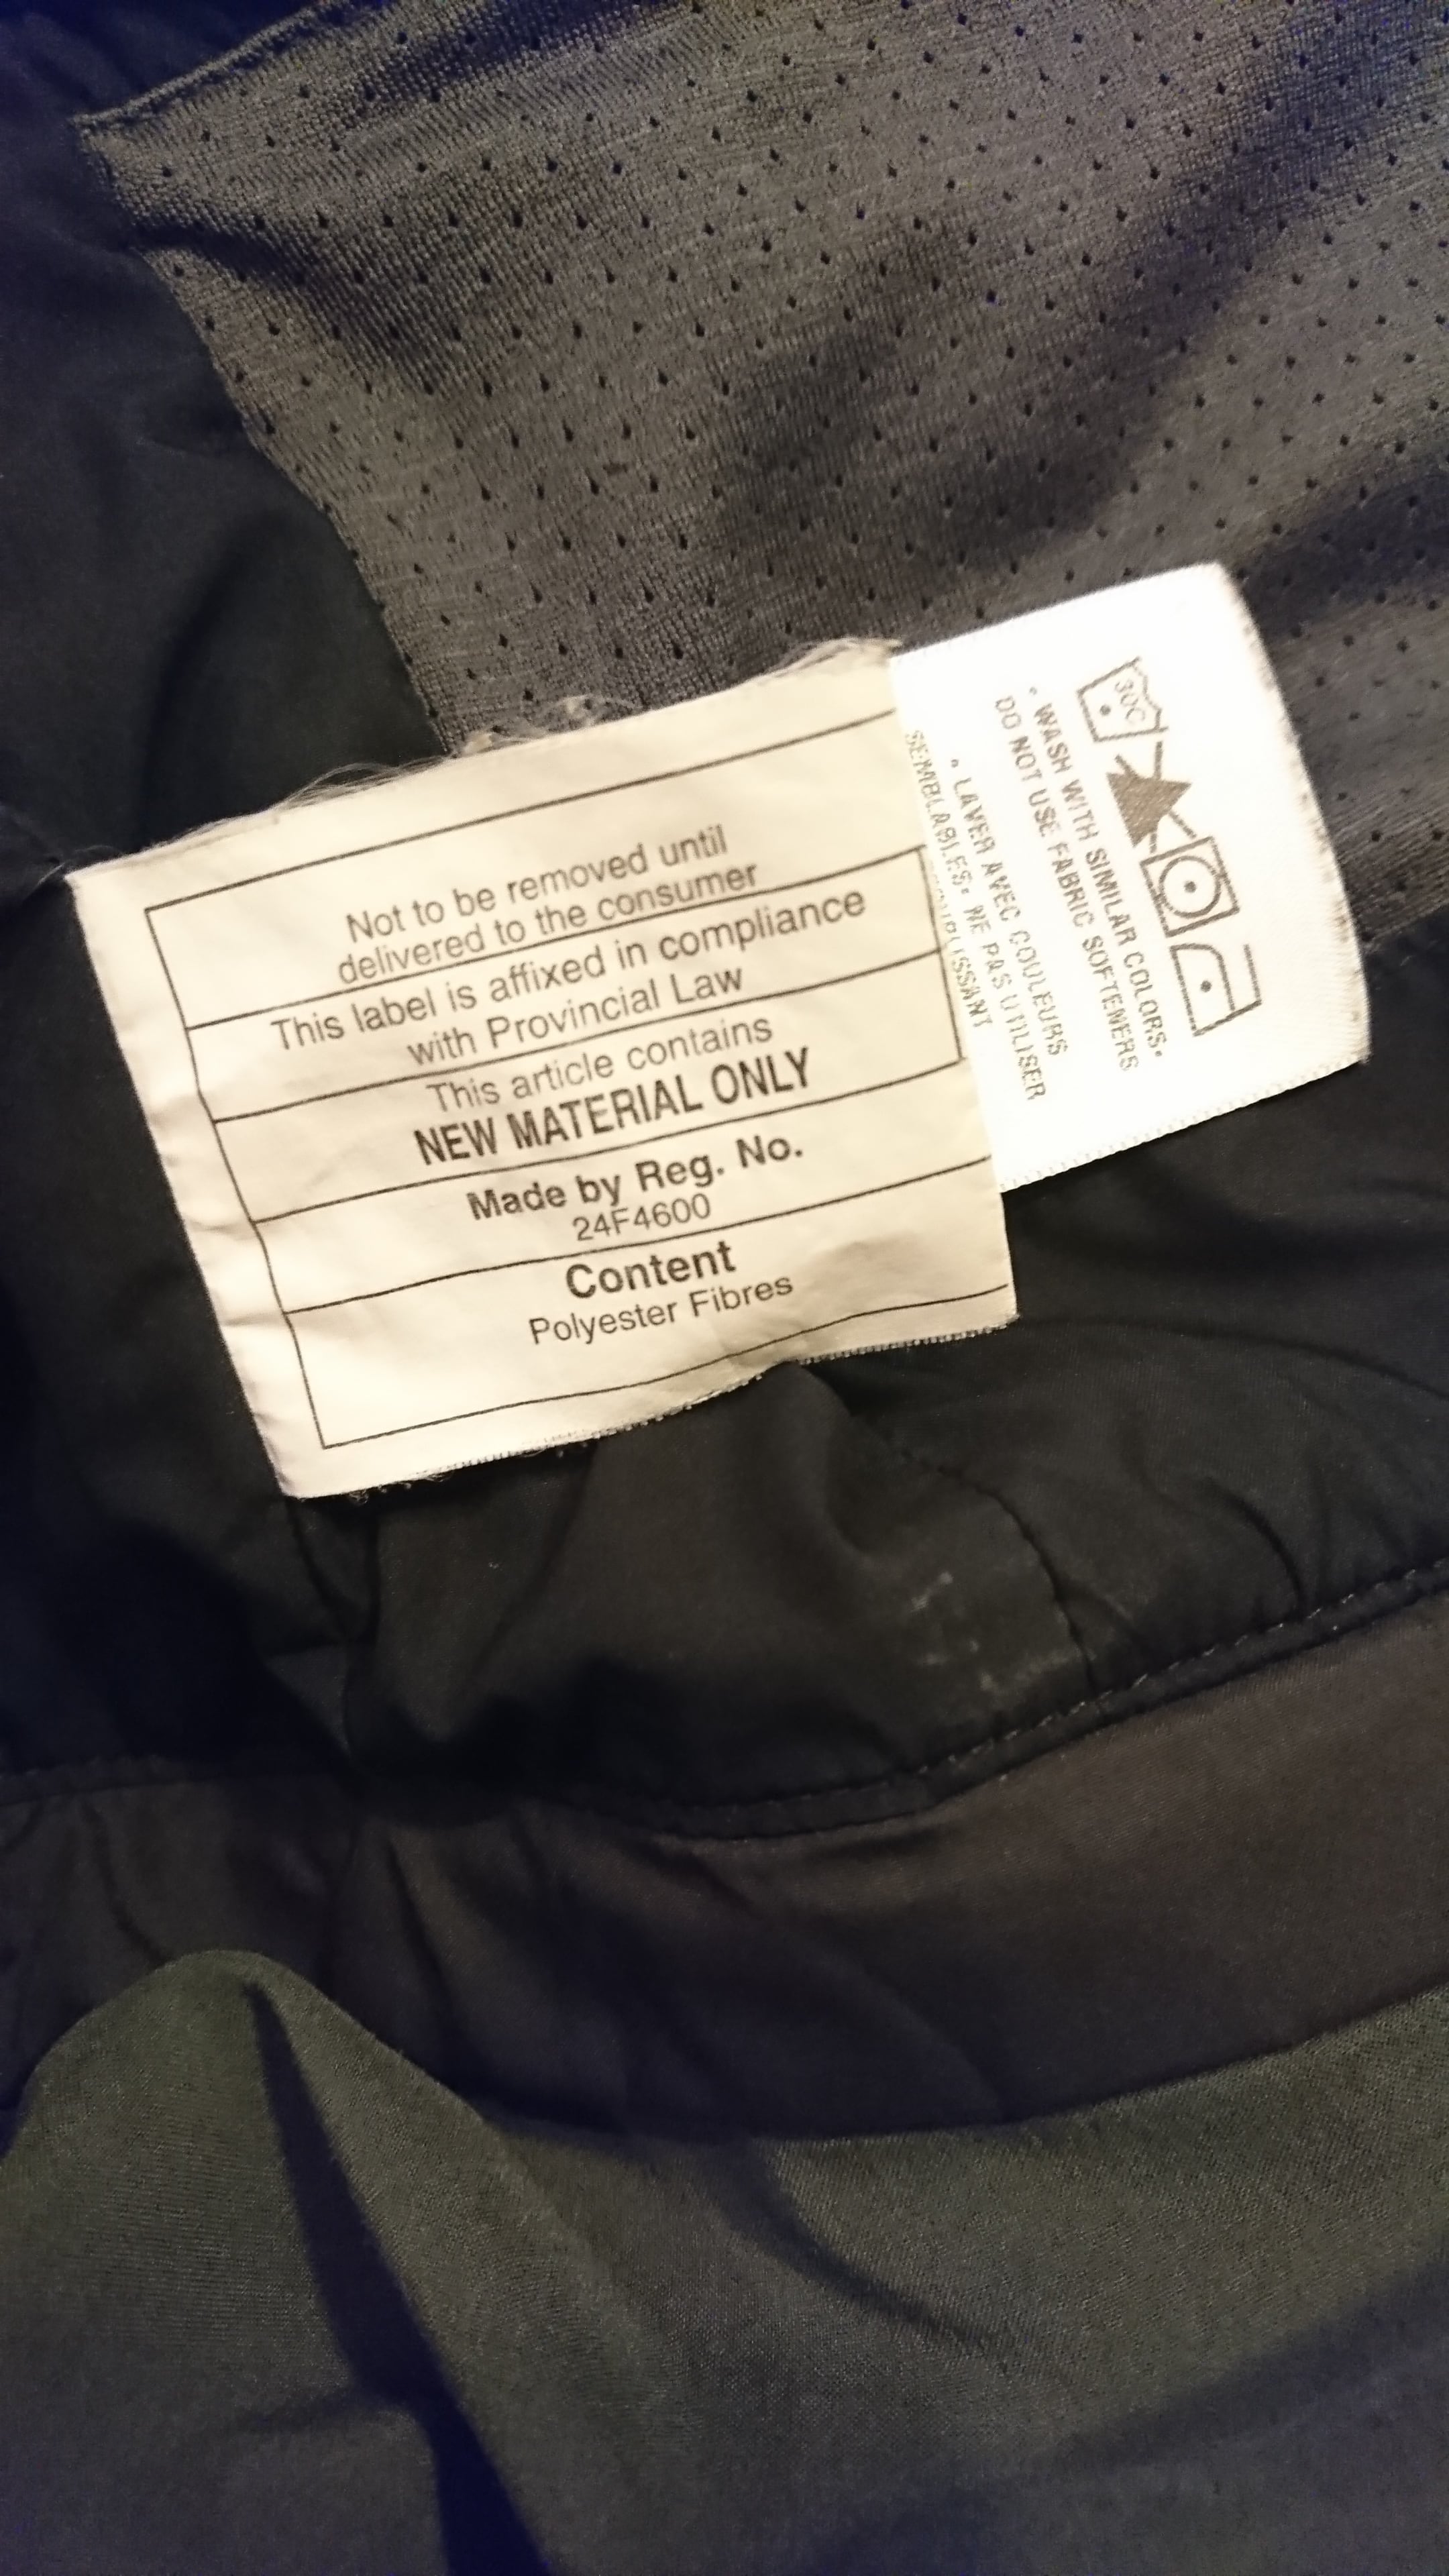 Not to be removed until
delivered to the consumer
This label is affixed in compliance
with Provincial Law
This article contains
NEW MATERIAL ONLY
Made by Reg. No.
24F4600
Content
Polyester Fibres
30C
• WASH WITH SIMILAR COLORS.
DO NOT USE FABRIC SOFTENERS
• LAVER AVEC COULEURS
SEMBLABLES. NE PAS UTILISER